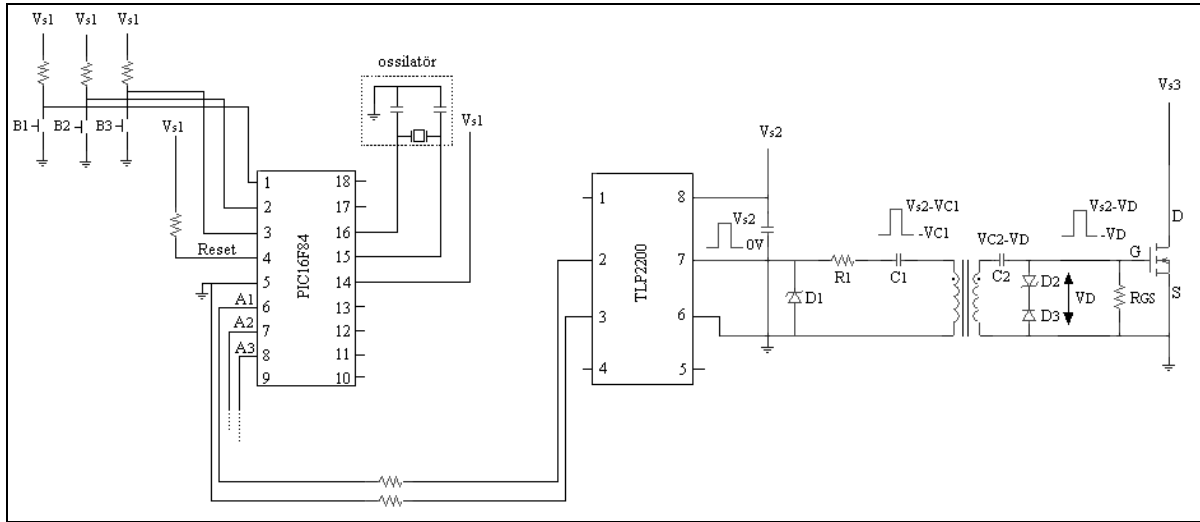 Vs1 Vs1 Vs1
ossilatör
B1 B2 B3
Vs1
Vs1
Reset
PIC16F84
1 18
2 17
3 16
4 15
5 14
6 13
7 12
8 11
9 10
A1
A2
A3
TLP2200
1 8
2 7
3 6
4 5
Vs2
Vs2
0V
D1
R1
C1
Vs2-VC1
-VC1
VC2-VD
C2
Vs2-VD
-VD
D2
D3
VD
RGS
Vs3
D
G
S